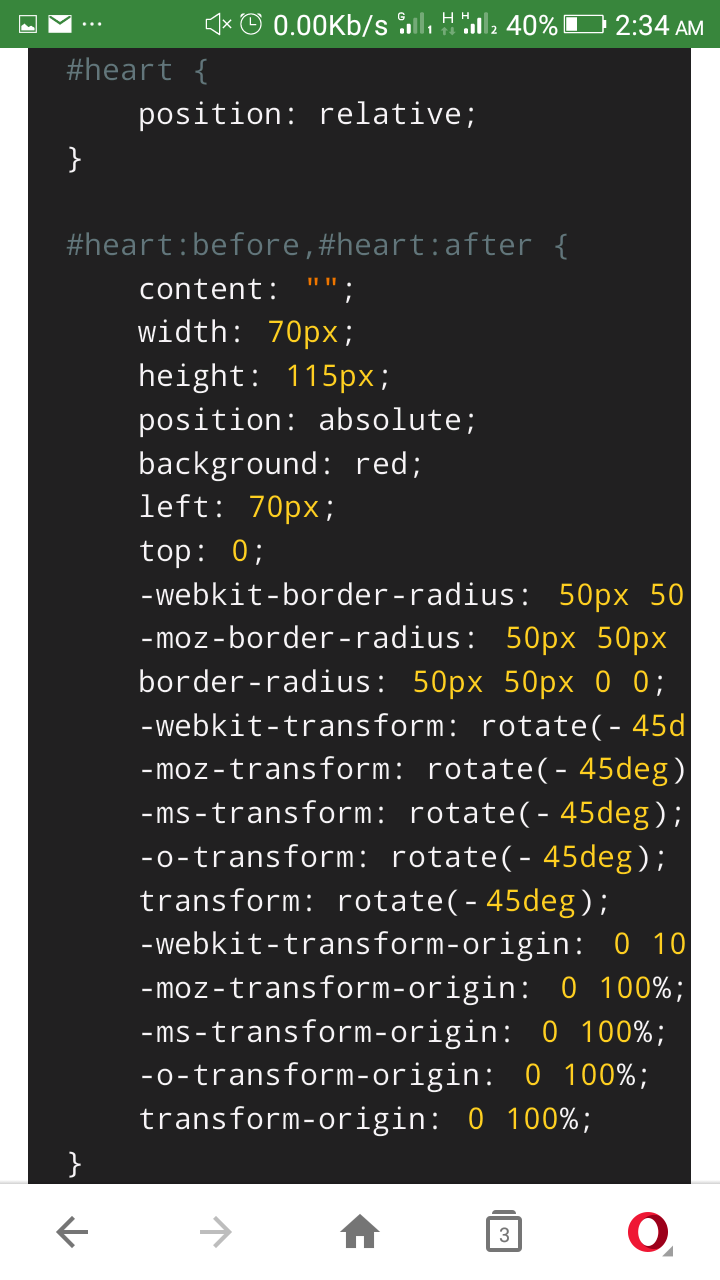 0.00Kb/s G 1 H H 2 40% 2:34 AM
#heart {
position: relative;
}
#heart:before,#heart:after {
content: "";
width: 70px;
height: 115px;
position: absolute;
background: red;
left: 70px;
top: 0;
-webkit-border-radius: 50px 50
-moz-border-radius: 50px 50px
border-radius: 50px 50px 0 0;
-webkit-transform: rotate(-45d
-moz-transform: rotate(-45deg)
-ms-transform: rotate(-45deg);
-o-transform: rotate(-45deg);
transform: rotate(-45deg);
-webkit-transform-origin: 0 10
-moz-transform-origin: 0 100%;
-ms-transform-origin: 0 100%;
-o-transform-origin: 0 100%;
transform-origin: 0 100%;
}
3